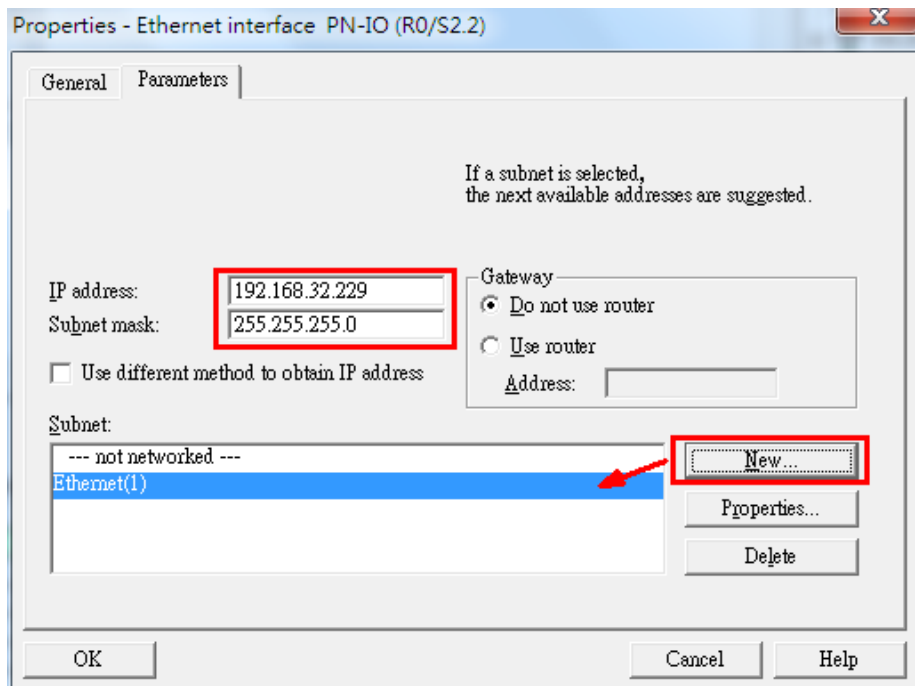 Properties - Ethernet interface  PN-IO (R0/S2.2)
X
General
Parameters
If a subnet is selected,
the next available addresses are suggested.
IP address:
192.168.32.229
Subnet mask:
255.255.255.0
Use different method to obtain IP address
Gateway
Do not use router
Use router
Address:
Subnet:
--- not networked ---
Ethernet(1)
New...
Properties...
Delete
OK
Cancel
Help